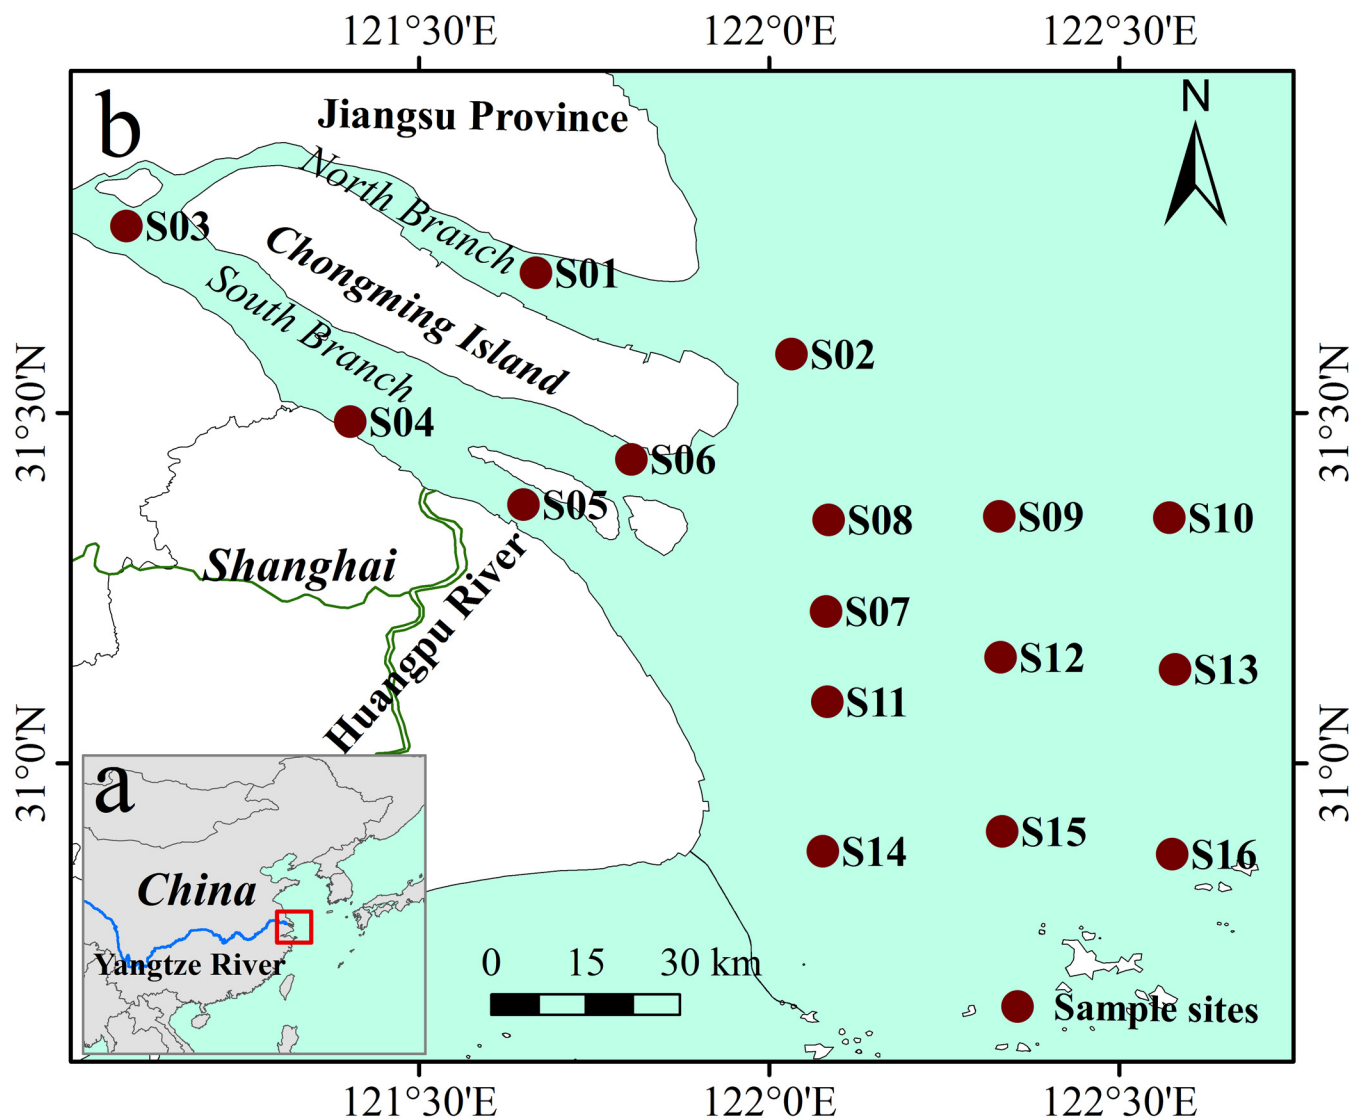 121°30'E
122°0'E
122°30'E
b
Jiangsu Province
N
North Branch
S03
S01
Chongming Island
South Branch
S02
31°30'N
31°30'N
S04
S06
S05
S08
S09
S10
Shanghai
Huangpu River
S07
S12
S13
S11
31°0'N
31°0'N
a
S15
S14
S16
China
Yangtze River
0 15 30 km
Sample sites
121°30'E
122°0'E
122°30'E